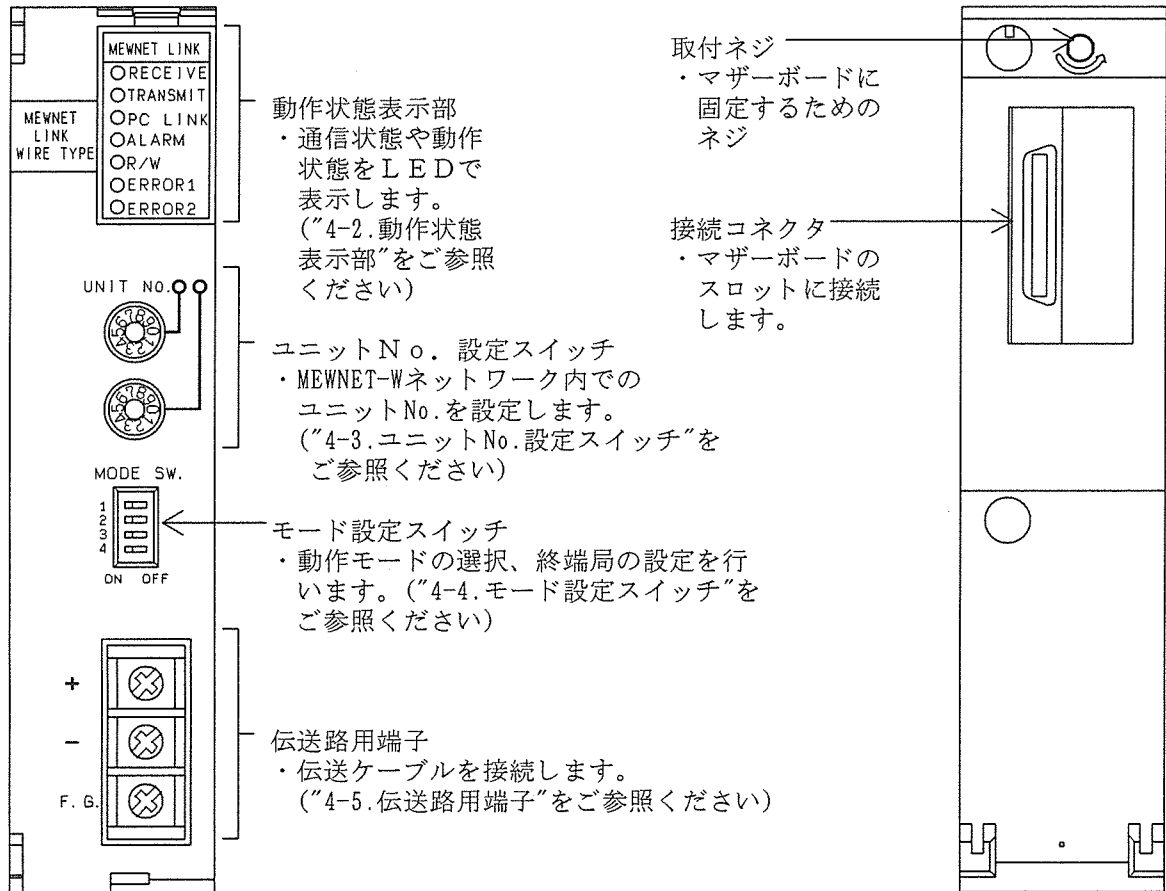 MEWNET LINK
RECEIVE
TRANSMIT
PC LINK
ALARM
R/W
ERROR1
ERROR2
MEWNET
LINK
WIRE TYPE
動作状態表示部
・通信状態や動作
状態をＬＥＤで
表示します。
("4-2.動作状態
表示部"をご参照
ください)
UNIT NO.
ユニットＮｏ．設定スイッチ
・MEWNET-Wネットワーク内での
ユニットNo.を設定します。
("4-3.ユニットNo.設定スイッチ"を
ご参照ください)
MODE SW.
1
2
3
4
ON OFF
モード設定スイッチ
・動作モードの選択、終端局の設定を行
います。("4-4.モード設定スイッチ"を
ご参照ください)
+
−
F.G.
伝送路用端子
・伝送ケーブルを接続します。
("4-5.伝送路用端子"をご参照ください)
取付ネジ
・マザーボードに
固定するための
ネジ
接続コネクタ
・マザーボードの
スロットに接続
します。